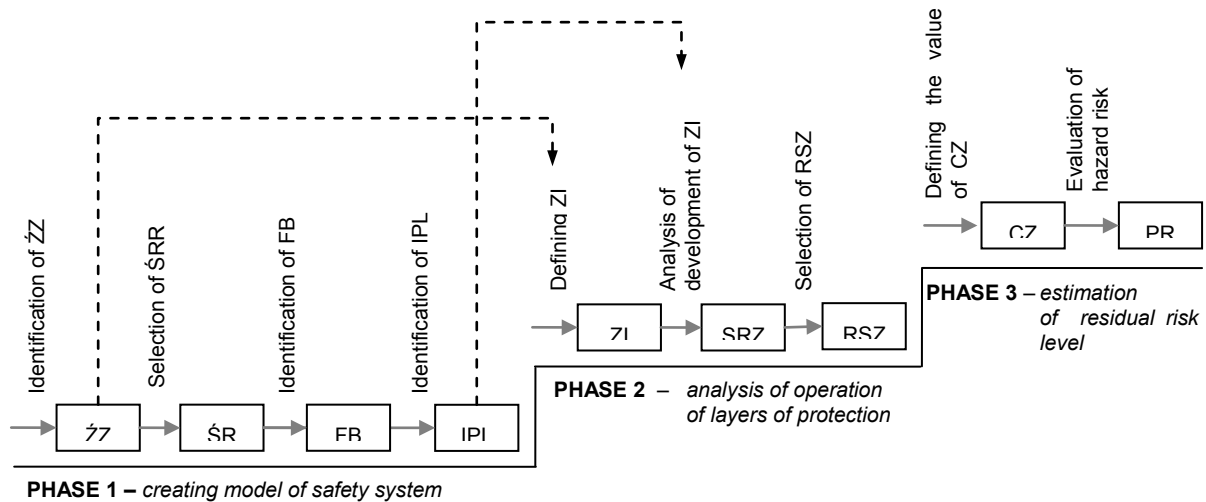 Identification of ŹZ
Selection of ŚRR
Identification of FB
Identification of IPL
ŹZ
ŚR
FB
IPL
PHASE 1 – creating model of safety system
Defining ZI
Analysis of
development of ZI
Selection of RSZ
ZI
SRZ
RSZ
PHASE 2 – analysis of operation
of layers of protection
Defining the value
of CZ
Evaluation of
hazard risk
CZ
PR
PHASE 3 – estimation
of residual risk
level